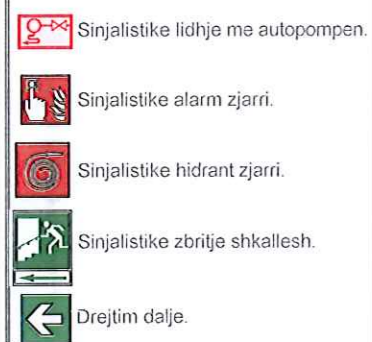 Sinjalistike lidhje me autopompen.
Sinjalistike alarm zjarri.
Sinjalistike hidrant zjarri.
Sinjalistike zbritje shkallesh.
Drejtim dalje.